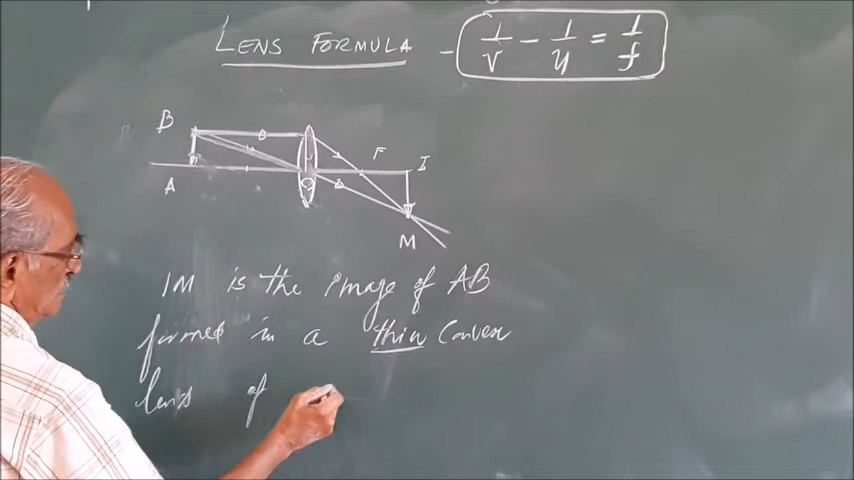 LENS FORMULA - 1/v - 1/u = 1/f
B
F
I
A
O
M
IM is the image of AB
formed in a thin Convex
lens of